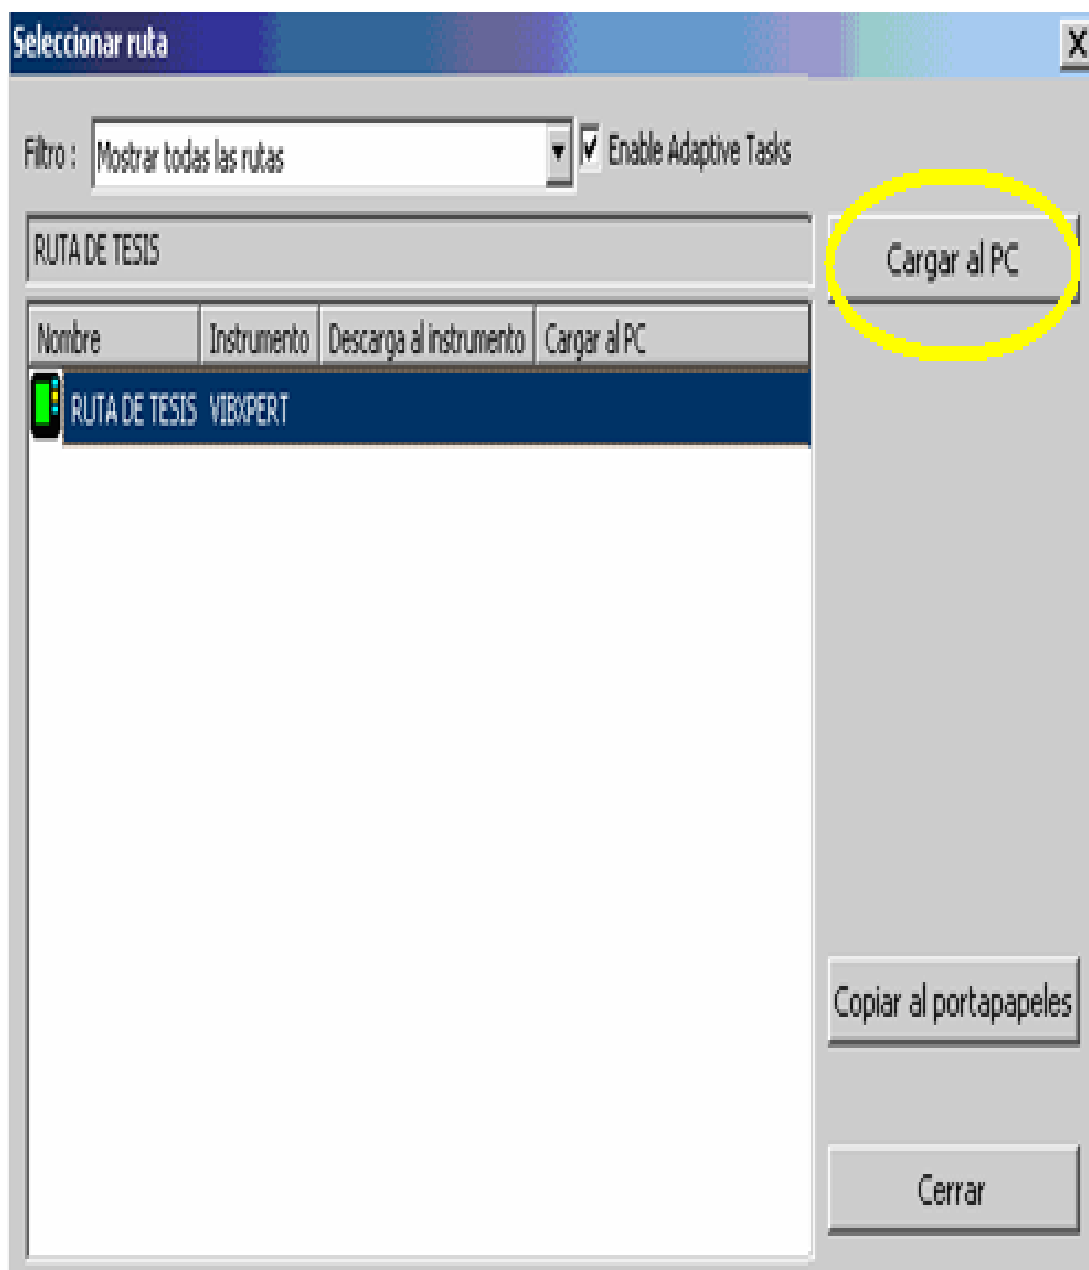 Seleccionar ruta X
Filtro : Mostrar todas las rutas Enable Adaptive Tasks
RUTA DE TESIS Cargar al PC
Nombre Instrumento Descarga al instrumento Cargar al PC
RUTA DE TESIS VIBXPERT
Copiar al portapapeles
Cerrar